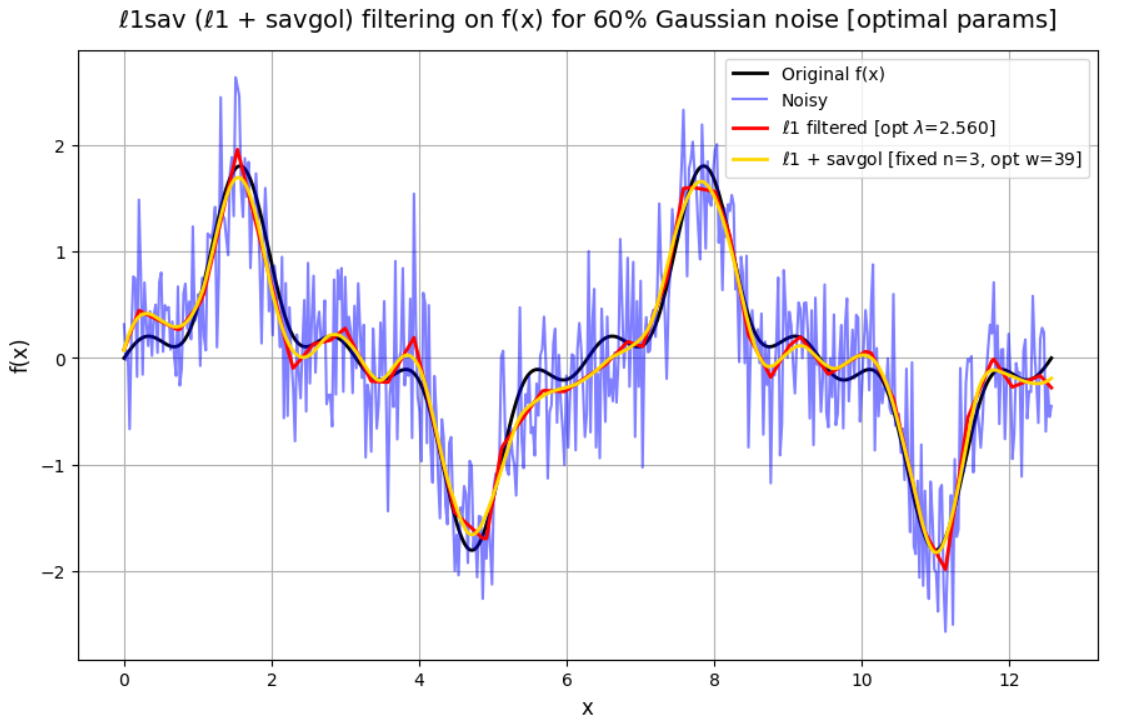 ℓ1sav (ℓ1 + savgol) filtering on f(x) for 60% Gaussian noise [optimal params]
Original f(x)
Noisy
ℓ1 filtered [opt λ=2.560]
ℓ1 + savgol [fixed n=3, opt w=39]
f(x)
2
1
0
−1
−2
0 2 4 6 8 10 12
x